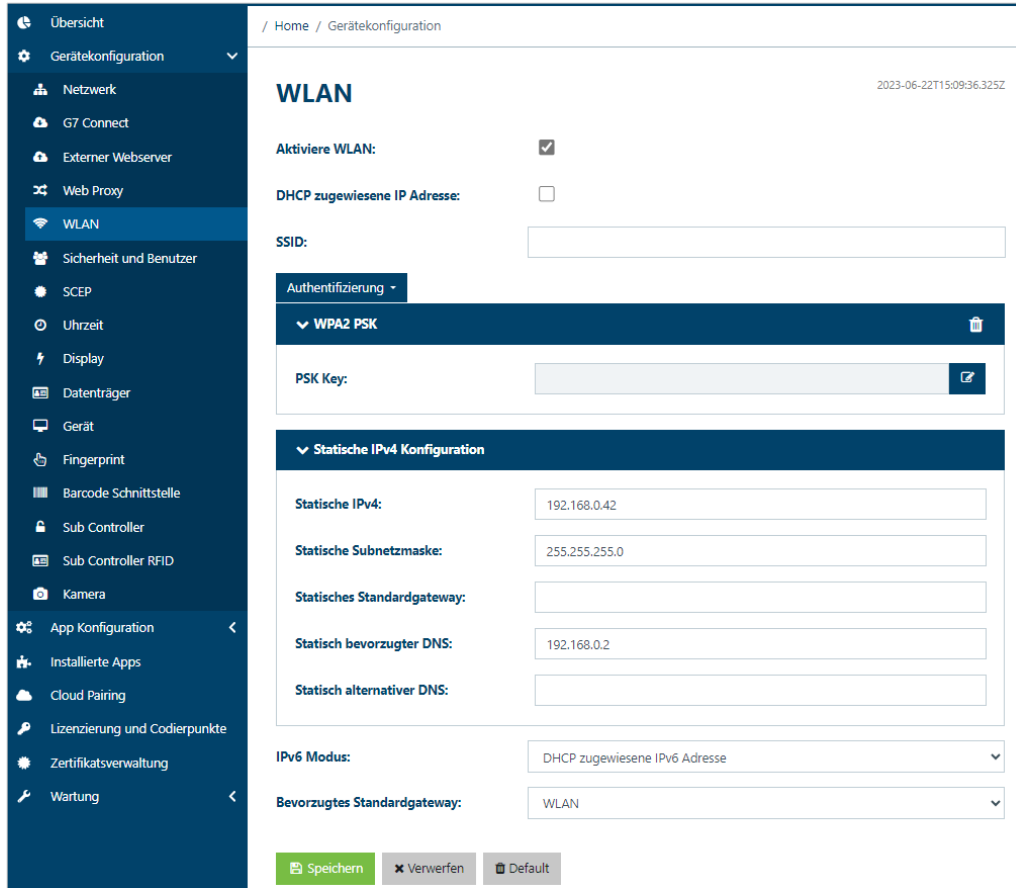 Übersicht
Gerätekonfiguration
Netzwerk
G7 Connect
Externer Webserver
Web Proxy
WLAN
Sicherheit und Benutzer
SCEP
Uhrzeit
Display
Datenträger
Gerät
Fingerprint
Barcode Schnittstelle
Sub Controller
Sub Controller RFID
Kamera
App Konfiguration
Installierte Apps
Cloud Pairing
Lizenzierung und Codierpunkte
Zertifikatsverwaltung
Wartung
/ Home / Gerätekonfiguration
WLAN 2023-06-22T15:09:36.325Z
Aktiviere WLAN:
DHCP zugewiesene IP Adresse:
SSID:
Authentifizierung
WPA2 PSK
PSK Key:
Statische IPv4 Konfiguration
Statische IPv4: 192.168.0.42
Statische Subnetzmaske: 255.255.255.0
Statisches Standardgateway:
Statisch bevorzugter DNS: 192.168.0.2
Statisch alternativer DNS:
IPv6 Modus: DHCP zugewiesene IPv6 Adresse
Bevorzugtes Standardgateway: WLAN
Speichern Verwerfen Default